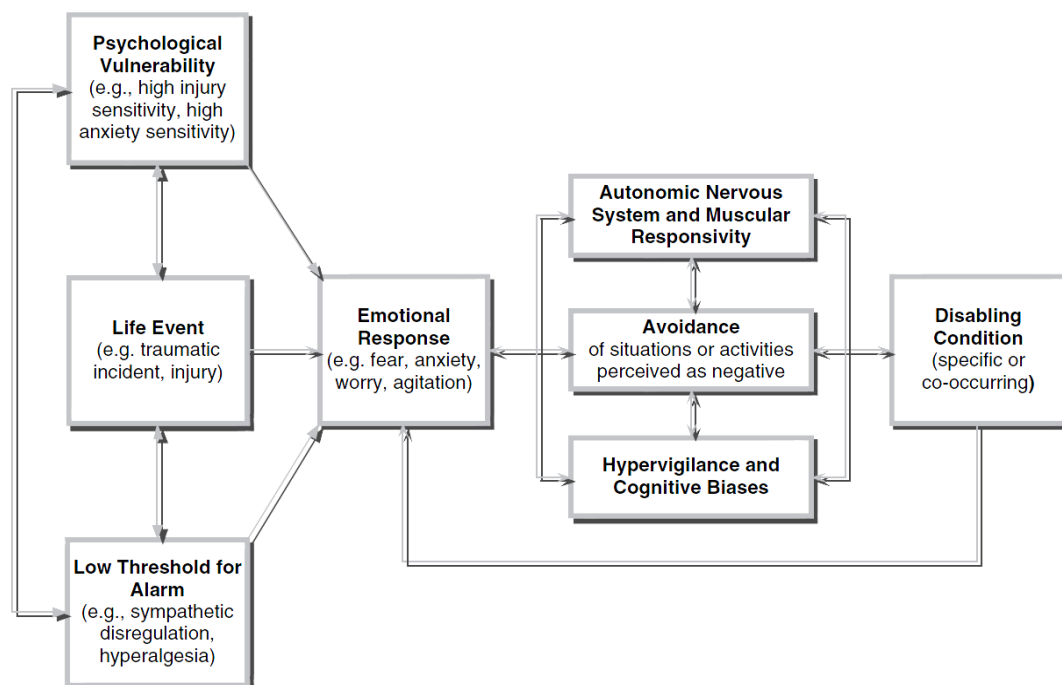 Psychological
Vulnerability
(e.g., high injury
sensitivity, high
anxiety sensitivity)
Life Event
(e.g. traumatic
incident, injury)
Low Threshold for
Alarm
(e.g., sympathetic
disregulation,
hyperalgesia)
Emotional
Response
(e.g. fear, anxiety,
worry, agitation)
Autonomic Nervous
System and Muscular
Responsivity
Avoidance
of situations or activities
perceived as negative
Hypervigilance and
Cognitive Biases
Disabling
Condition
(specific or
co-occurring)